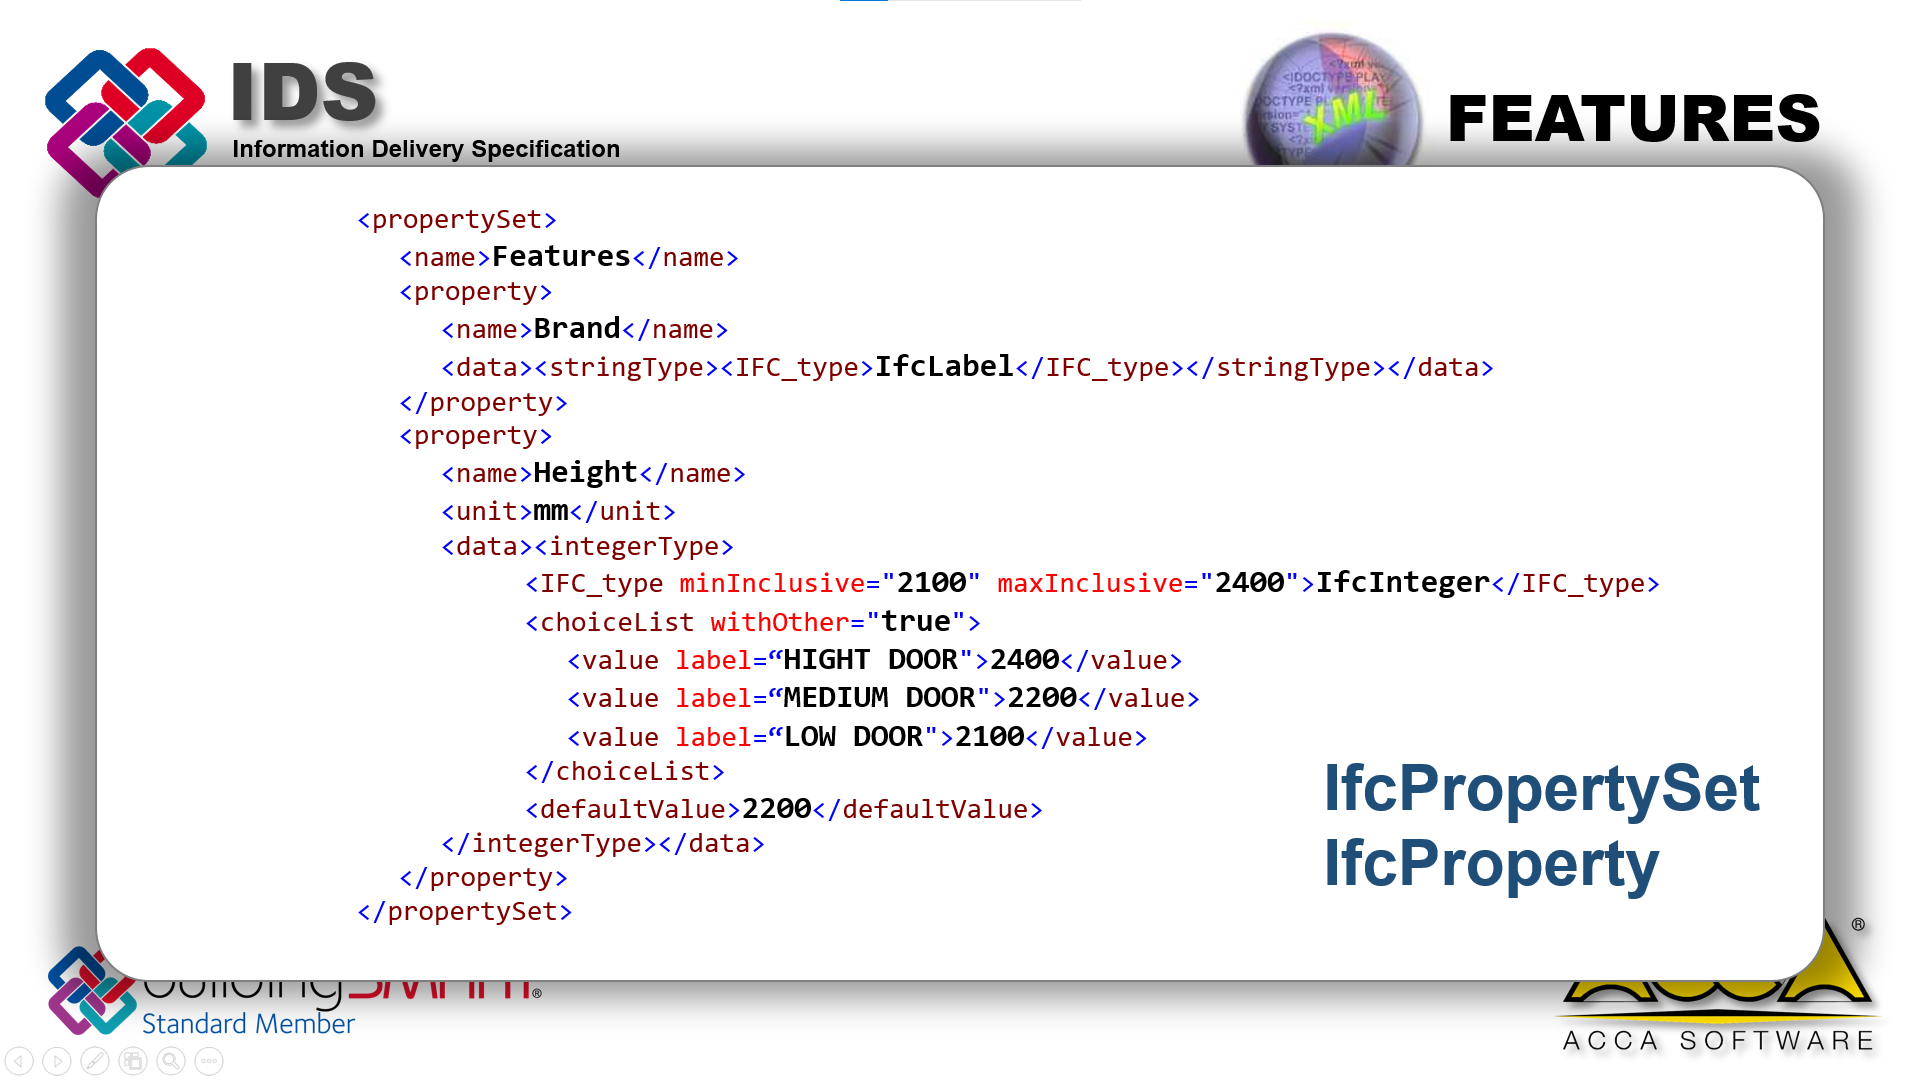 IDS
Information Delivery Specification
XML
FEATURES
<propertySet>
<name>Features</name>
<property>
<name>Brand</name>
<data><stringType><IFC_type>IfcLabel</IFC_type></stringType></data>
</property>
<property>
<name>Height</name>
<unit>mm</unit>
<data><integerType>
<IFC_type minInclusive="2100" maxInclusive="2400">IfcInteger</IFC_type>
<choiceList withOther="true">
<value label=“HIGHT DOOR">2400</value>
<value label=“MEDIUM DOOR">2200</value>
<value label=“LOW DOOR">2100</value>
</choiceList>
<defaultValue>2200</defaultValue>
</integerType></data>
</property>
</propertySet>
IfcPropertySet
IfcProperty
buildingSMART®
Standard Member
ACCA ®
ACCA SOFTWARE